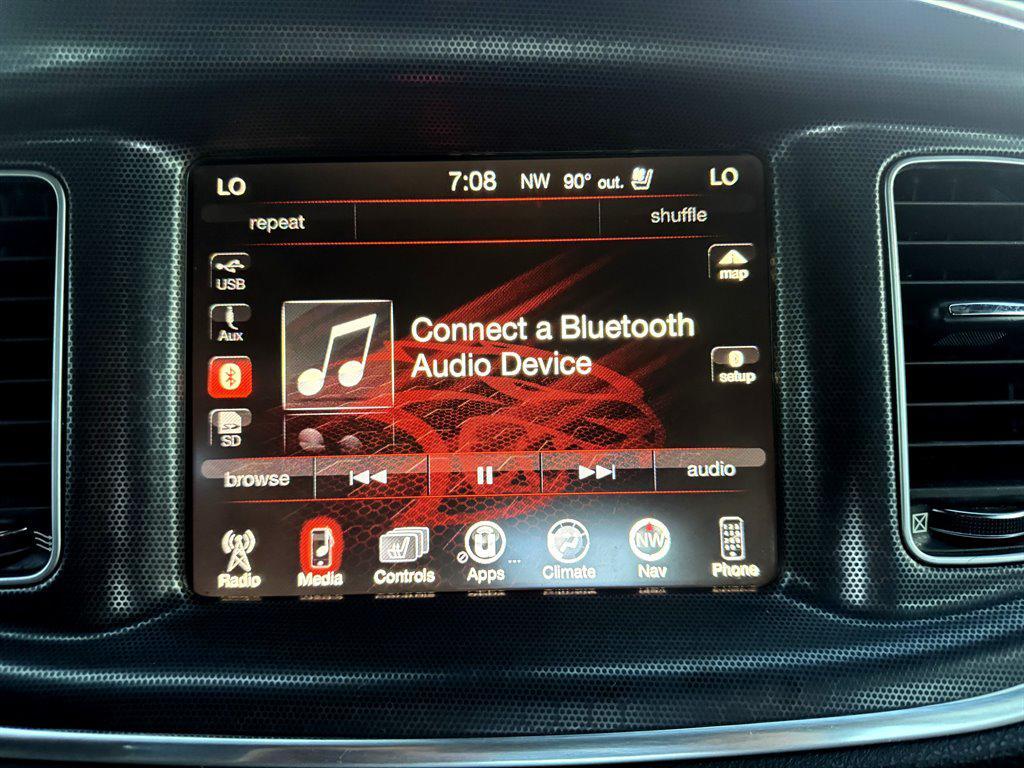 LO 7:08 NW 90° out. LO
repeat shuffle
USB
map
Aux
Connect a Bluetooth
Audio Device
setup
SD
browse audio
Radio Media Controls Apps ... Climate NW Nav Phone